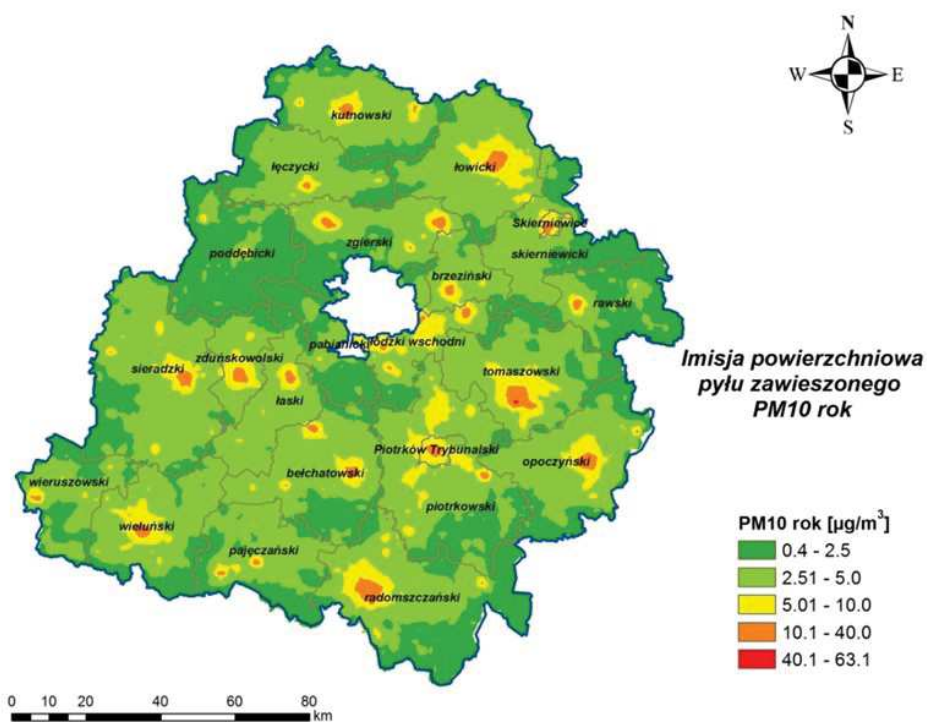 N
W E
S
kutnowski
łęczycki
łowicki
Skierniewice
zgierski
poddębicki
skierniewicki
brzeziński
rawski
pabianicki
łódzki wschodni
zduńskowolski
sieradzki
łaski
tomaszowski
Imisja powierzchniowa
pyłu zawieszonego
PM10 rok
Piotrków Trybunalski
opoczyński
bełchatowski
wieruszowski
piotrkowski
wieluński
pajęczański
radomszczański
PM10 rok [µg/m³]
0.4 - 2.5
2.51 - 5.0
5.01 - 10.0
10.1 - 40.0
40.1 - 63.1
0 10 20 40 60 80
km